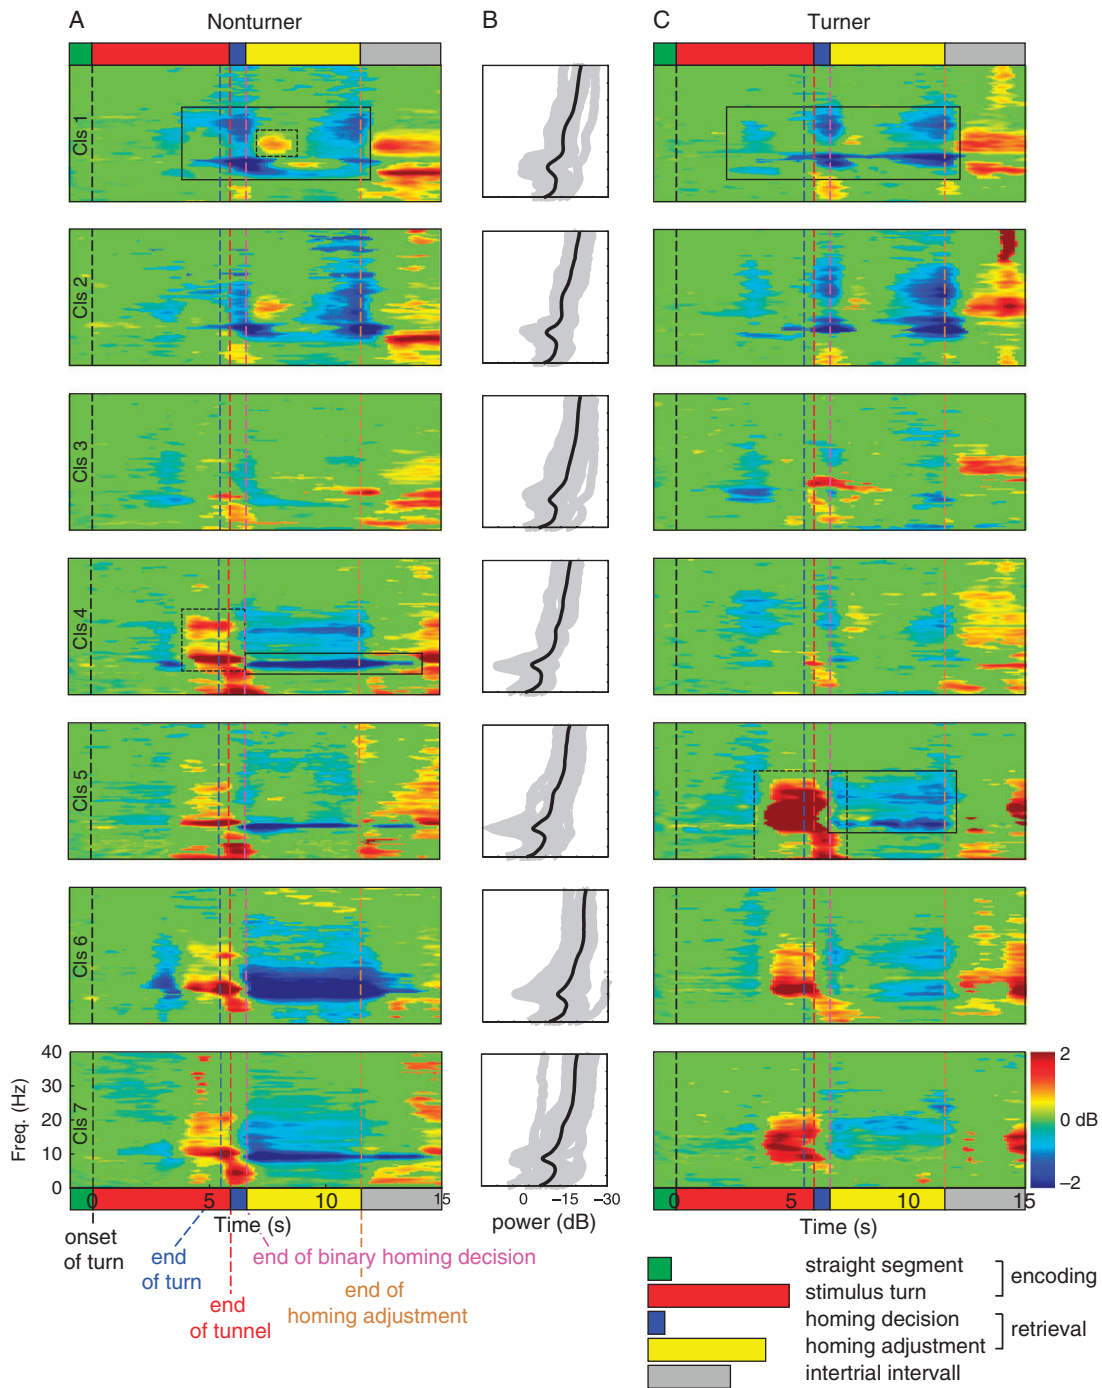 A
Nonturner
B
C
Turner
Cls 1
Cls 2
Cls 3
Cls 4
Cls 5
Cls 6
Cls 7
Freq. (Hz)
40
30
20
10
0
0
5
10
15
Time (s)
0
−15
−30
power (dB)
5
10
15
Time (s)
2
0 dB
−2
onset
of turn
end
of turn
end
of tunnel
end of binary homing decision
end of
homing adjustment
straight segment
stimulus turn
encoding
homing decision
homing adjustment
retrieval
intertrial intervall